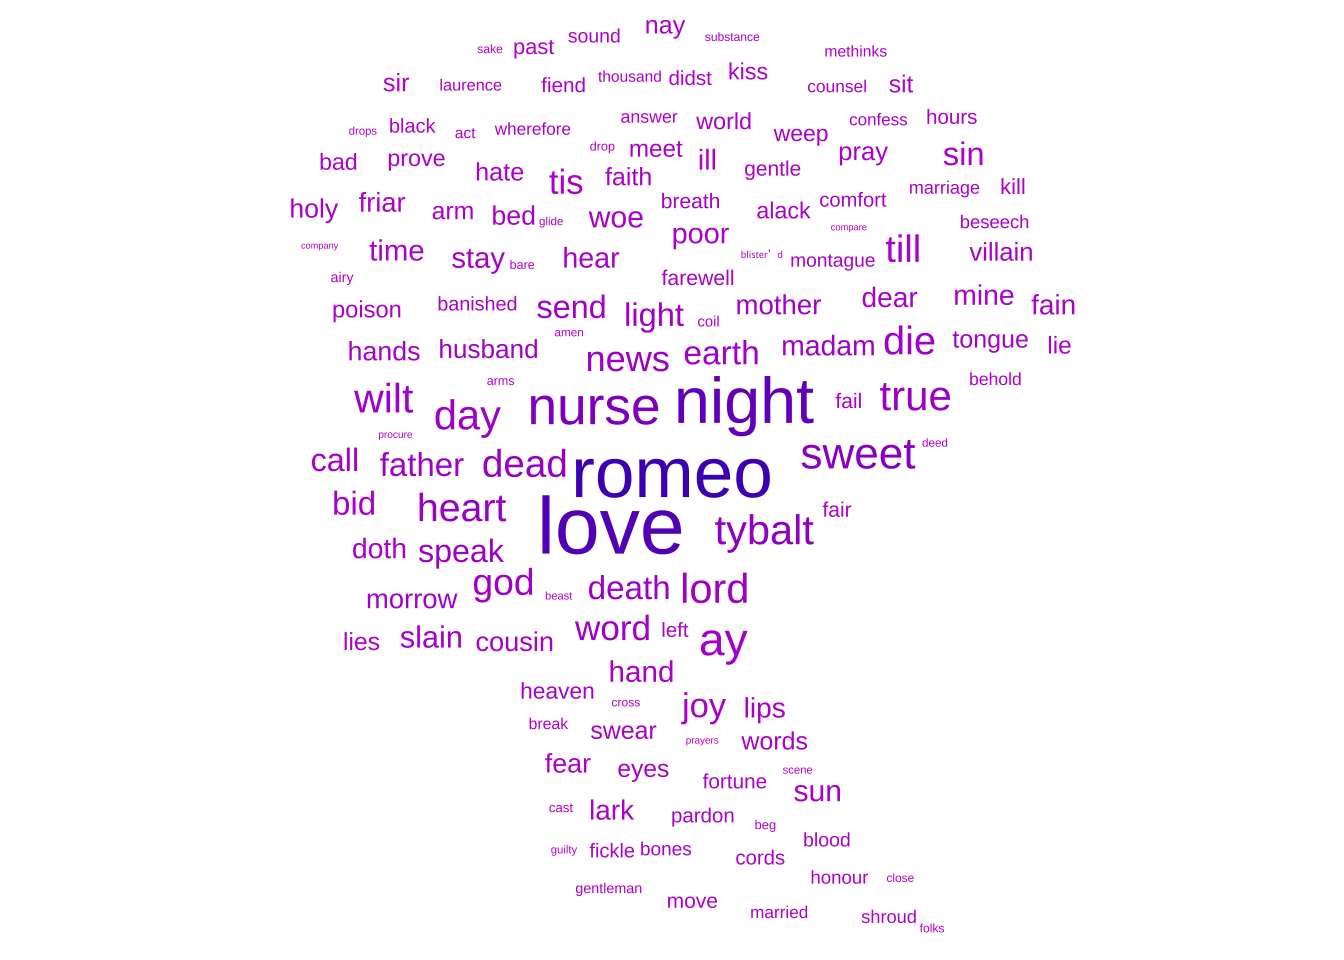 nay
sake past sound substance
methinks
sir laurence fiend thousand didst kiss counsel sit
drops black act wherefore answer world weep confess hours
bad prove hate tis faith drop meet ill gentle pray sin
holy friar arm bed glide woe breath poor alack comfort marriage kill
company time stay bare hear blister’d montague compare till beseech villain
airy farewell
poison banished send light coil mother dear mine fain
hands husband amen news earth madam die tongue lie
wilt day arms nurse night fail true behold
procure
call father dead romeo sweet deed
bid heart love tybalt fair
doth speak
morrow god beast death lord
lies slain cousin word left ay
hand
heaven cross joy lips
break swear prayers words
fear eyes fortune scene sun
cast lark pardon beg blood
guilty fickle bones cords
gentleman move honour close
married shroud folks